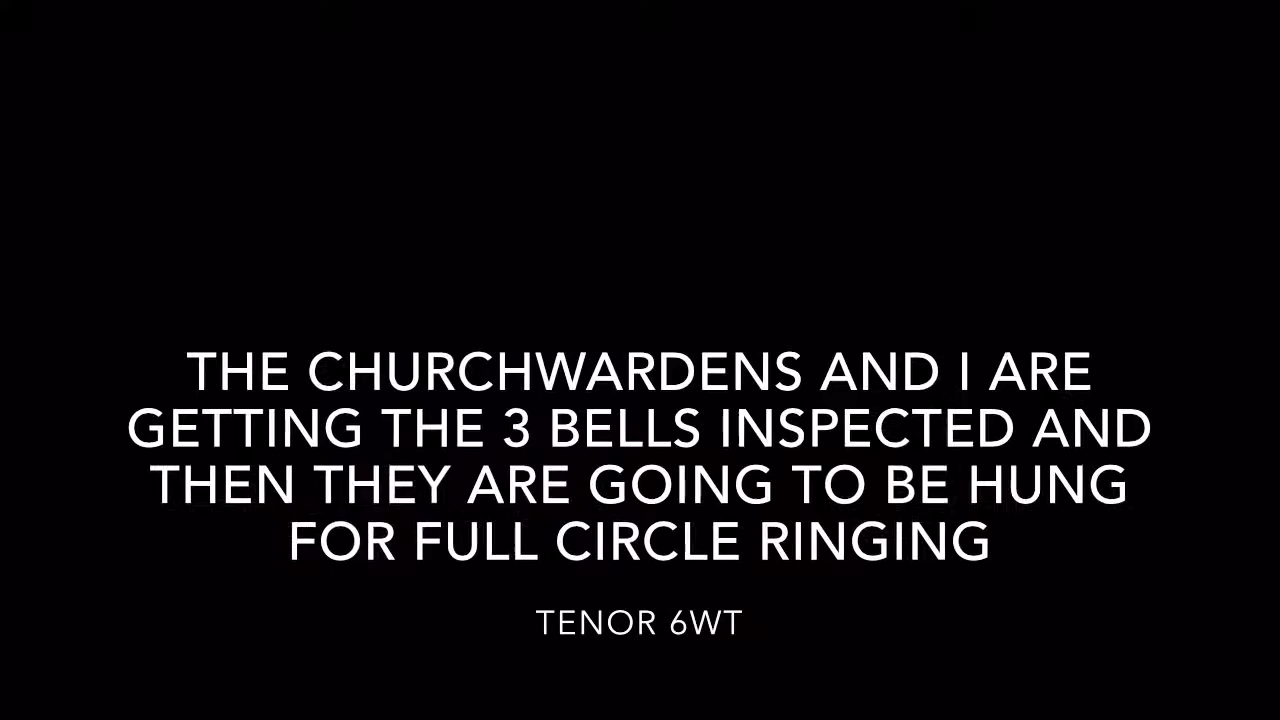 THE CHURCHWARDENS AND I ARE
GETTING THE 3 BELLS INSPECTED AND
THEN THEY ARE GOING TO BE HUNG
FOR FULL CIRCLE RINGING
TENOR 6WT